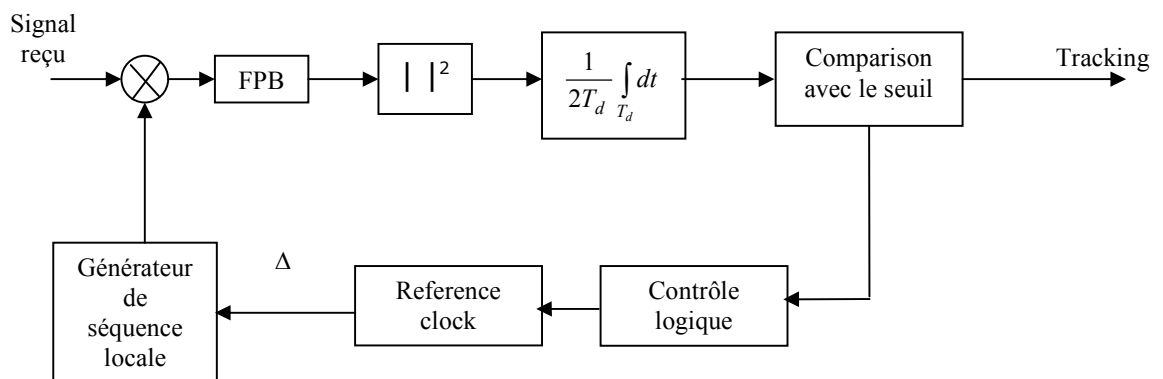 Signal
reçu
FPB
| |²
1
2T_d
∫
T_d
dt
Comparison
avec le seuil
Tracking
Générateur
de
séquence
locale
Δ
Reference
clock
Contrôle
logique